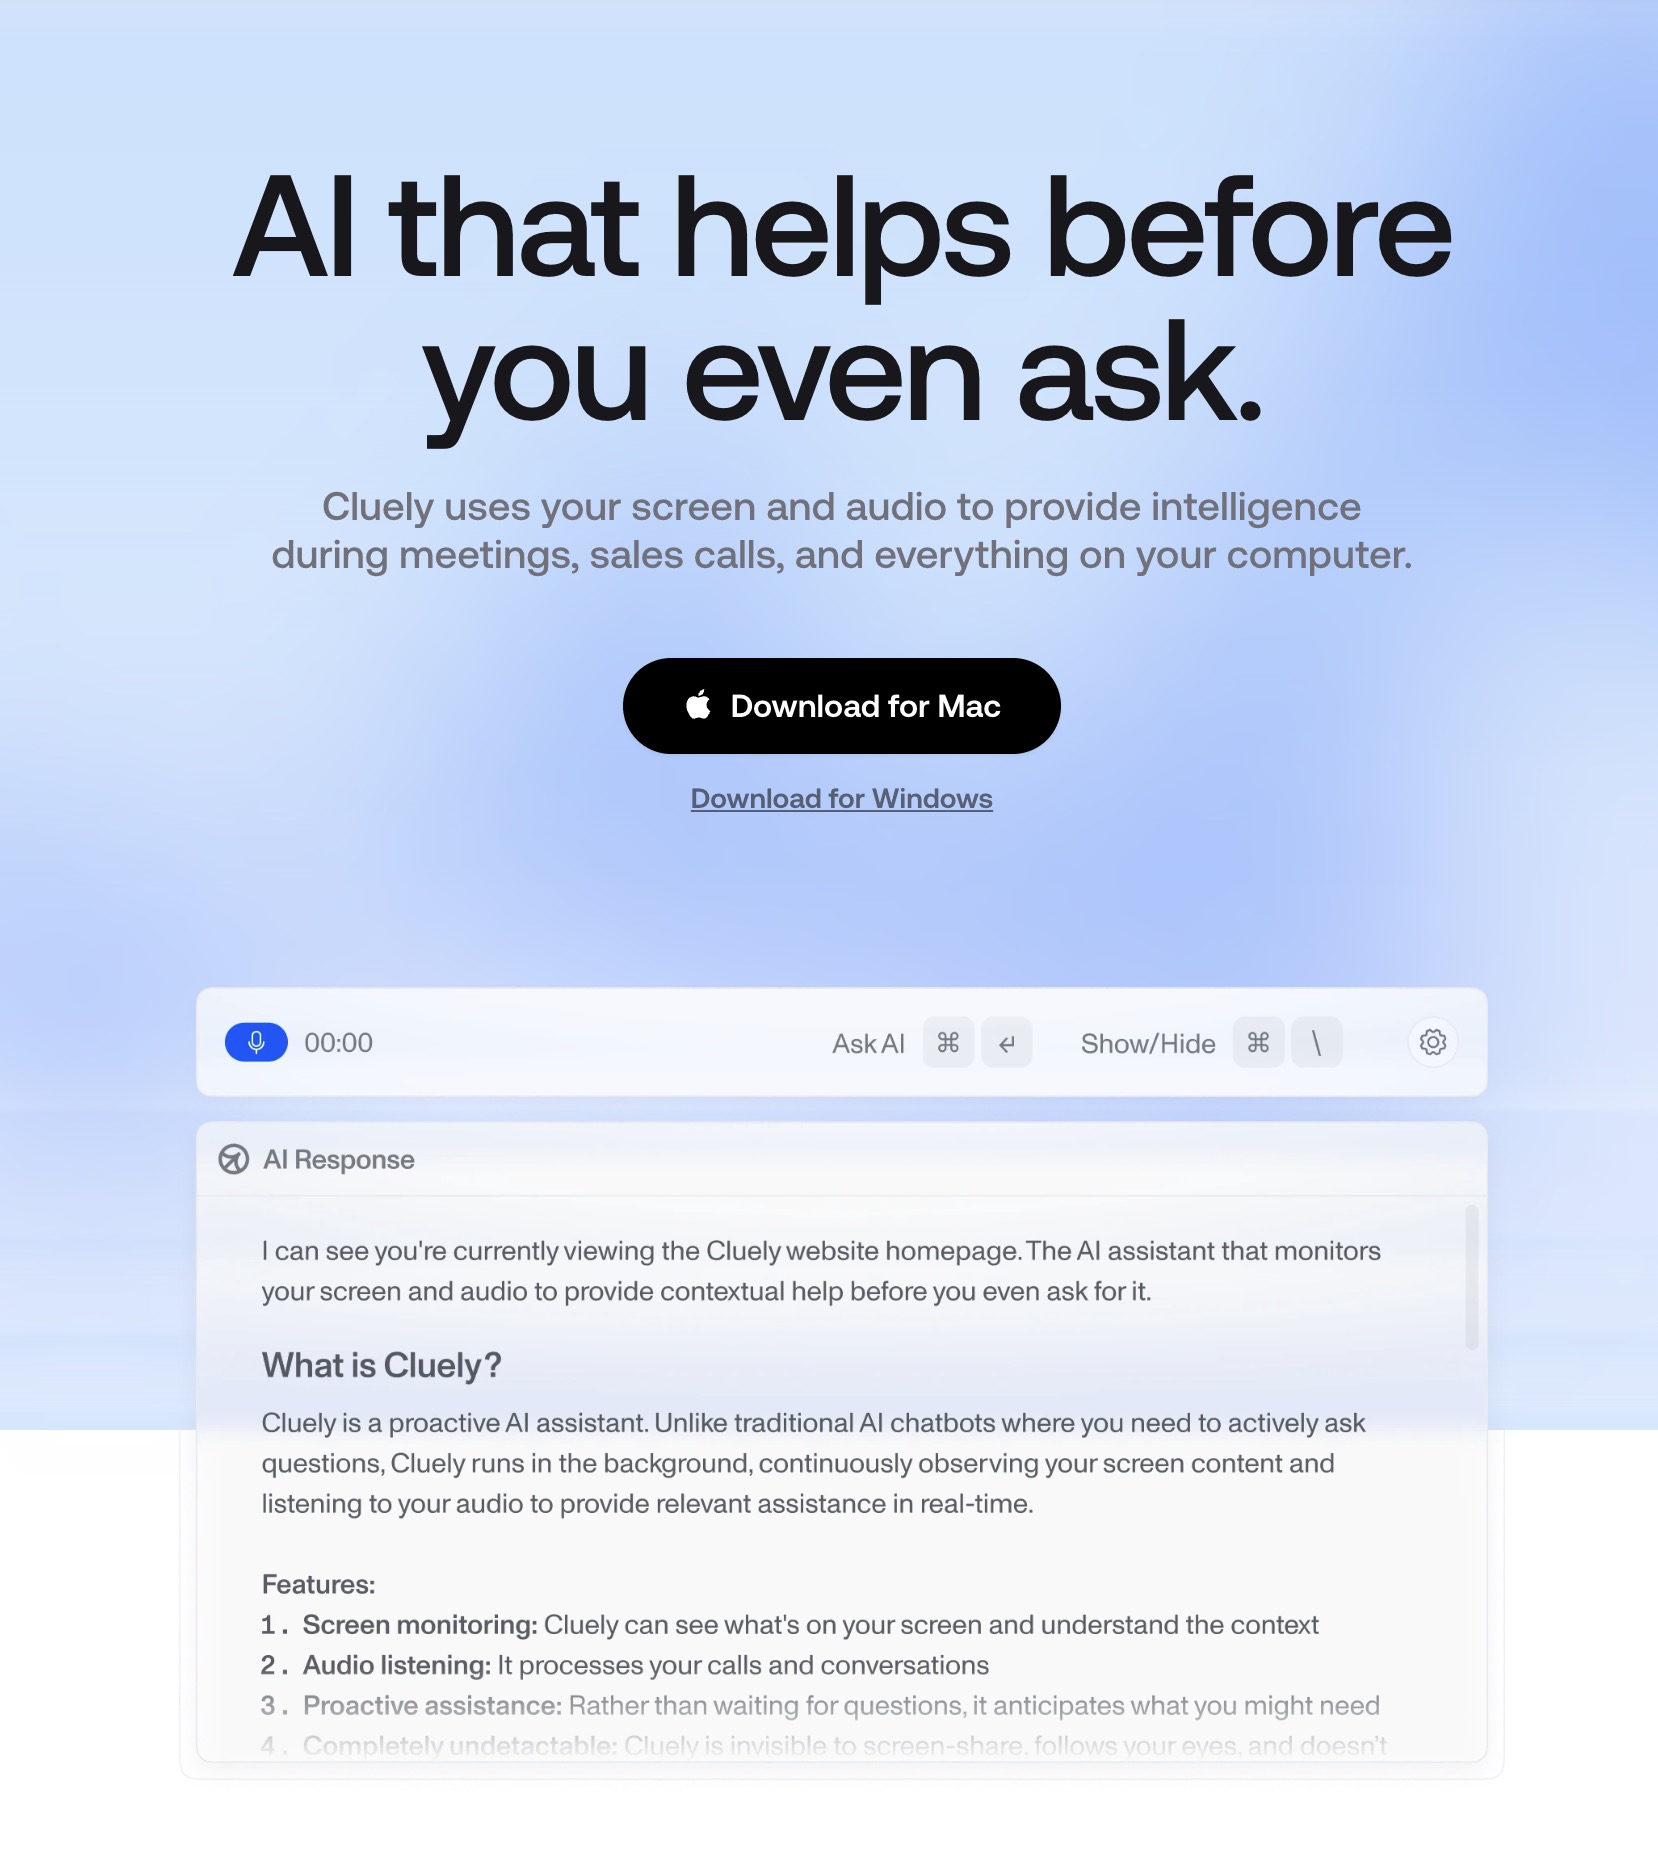 AI that helps before
you even ask.
Cluely uses your screen and audio to provide intelligence
during meetings, sales calls, and everything on your computer.
Download for Mac
Download for Windows
00:00
Ask AI ⌘ ↵ Show/Hide ⌘ \
AI Response
I can see you're currently viewing the Cluely website homepage. The AI assistant that monitors
your screen and audio to provide contextual help before you even ask for it.
What is Cluely?
Cluely is a proactive AI assistant. Unlike traditional AI chatbots where you need to actively ask
questions, Cluely runs in the background, continuously observing your screen content and
listening to your audio to provide relevant assistance in real-time.
Features:
1. Screen monitoring: Cluely can see what's on your screen and understand the context
2. Audio listening: It processes your calls and conversations
3. Proactive assistance: Rather than waiting for questions, it anticipates what you might need
4. Completely undetactable: Cluely is invisible to screen-share, follows your eyes, and doesn't